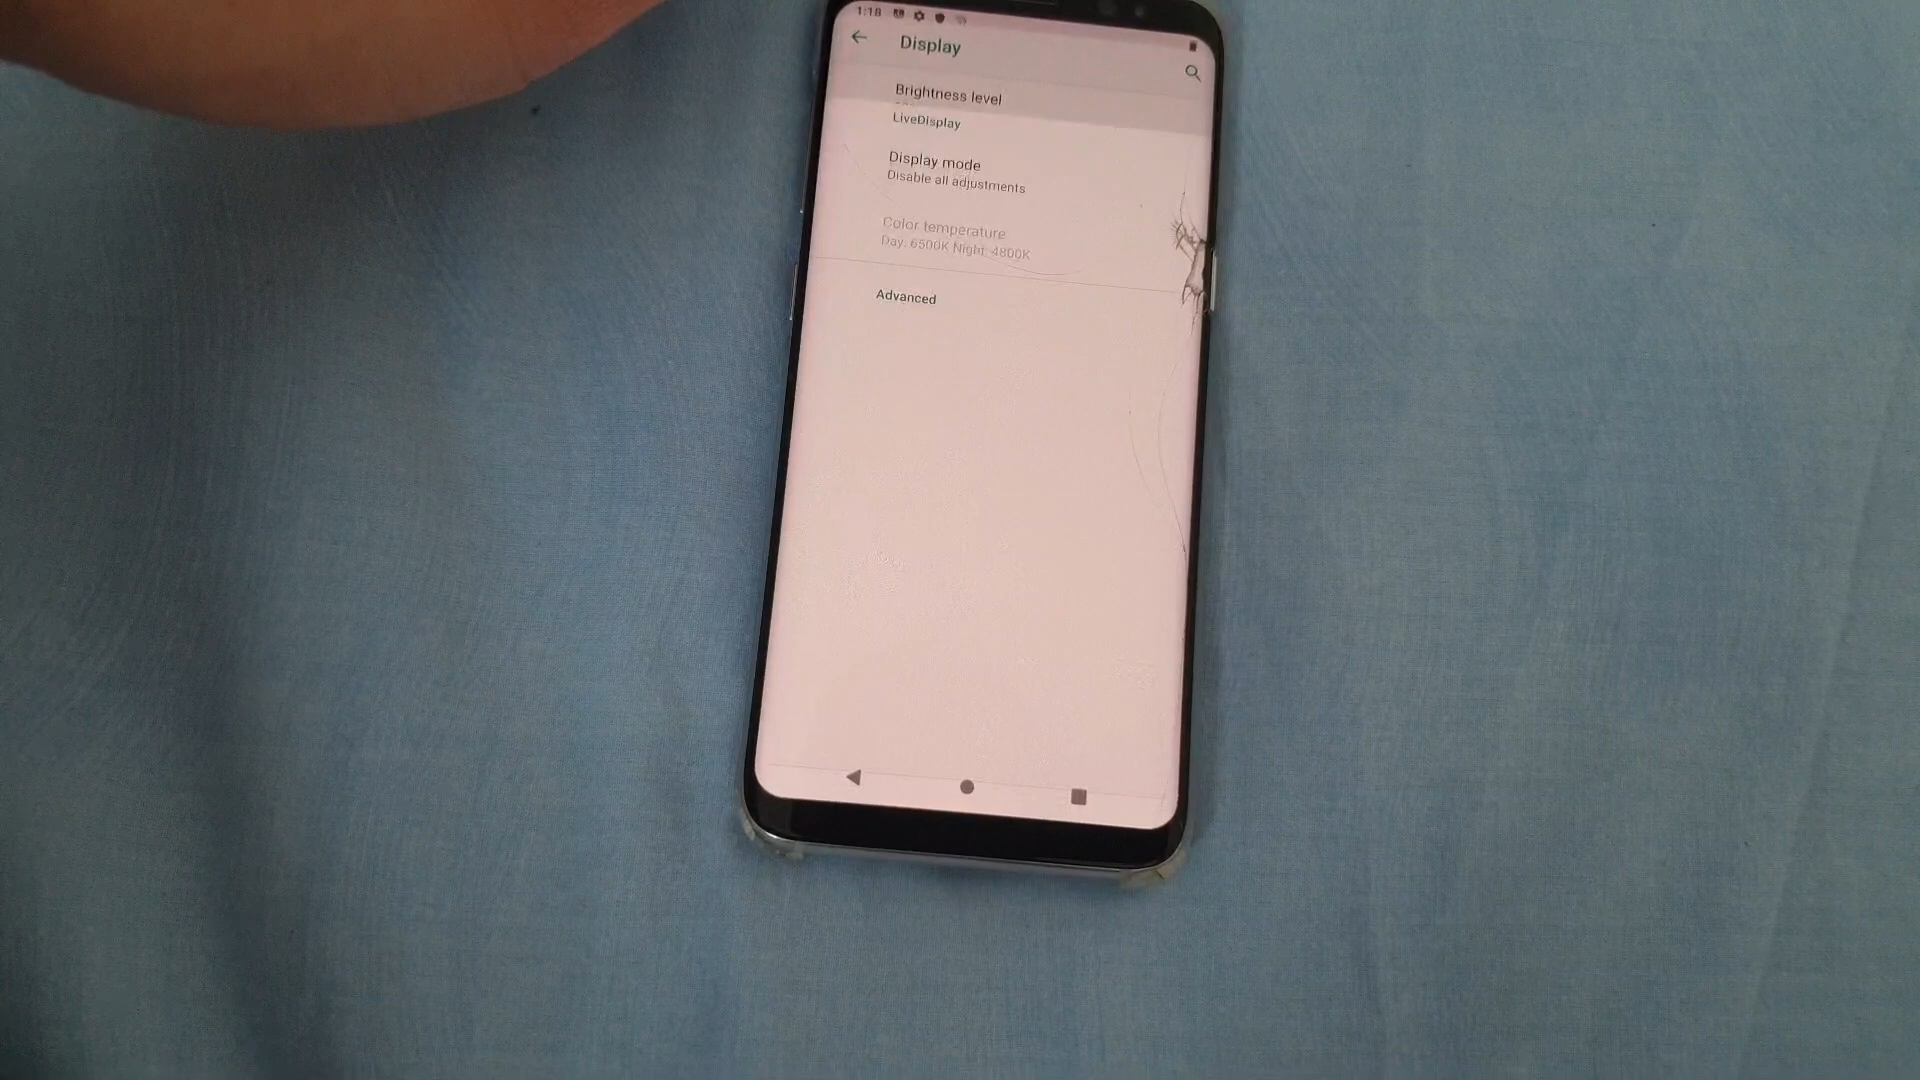 1:18
Display
Brightness level
LiveDisplay
Display mode
Disable all adjustments
Color temperature
Day: 6500K Night: 4800K
Advanced